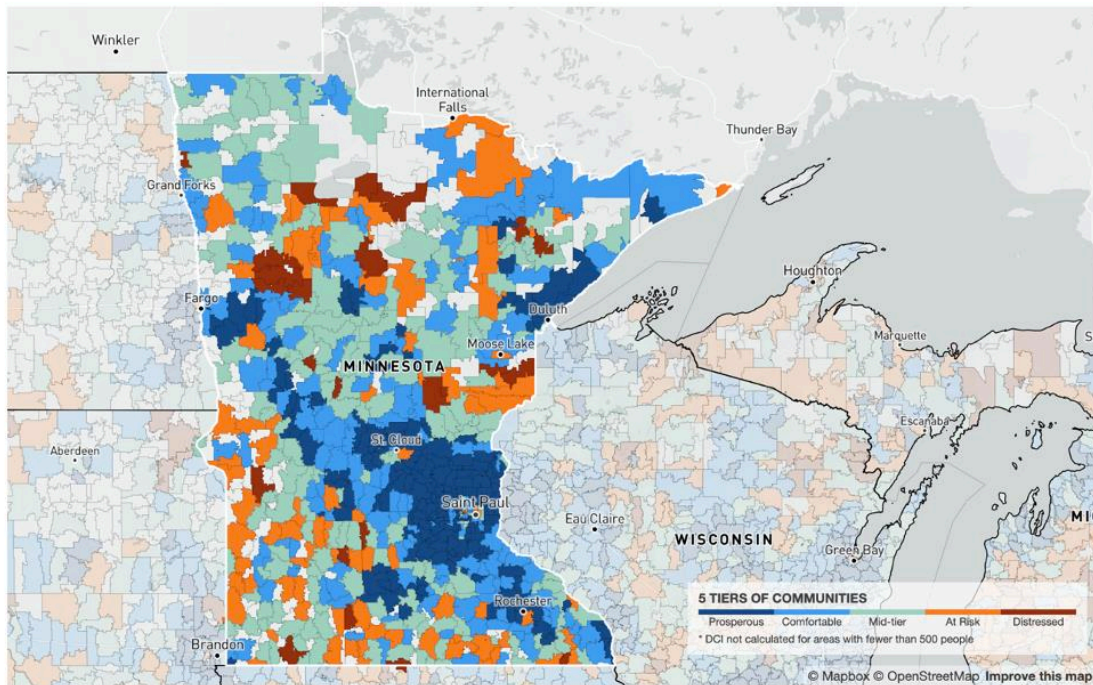 Winkler
International
Falls
Thunder Bay
Grand Forks
Fargo
Duluth
Houghton
Moose Lake
Marquette
S
MINNESOTA
Escanaba
St. Cloud
Aberdeen
Saint Paul
Eau Claire
WISCONSIN
MI
Green Bay
Rochester
Brandon
5 TIERS OF COMMUNITIES
Prosperous Comfortable Mid-tier At Risk Distressed
* DCI not calculated for areas with fewer than 500 people
© Mapbox © OpenStreetMap Improve this map